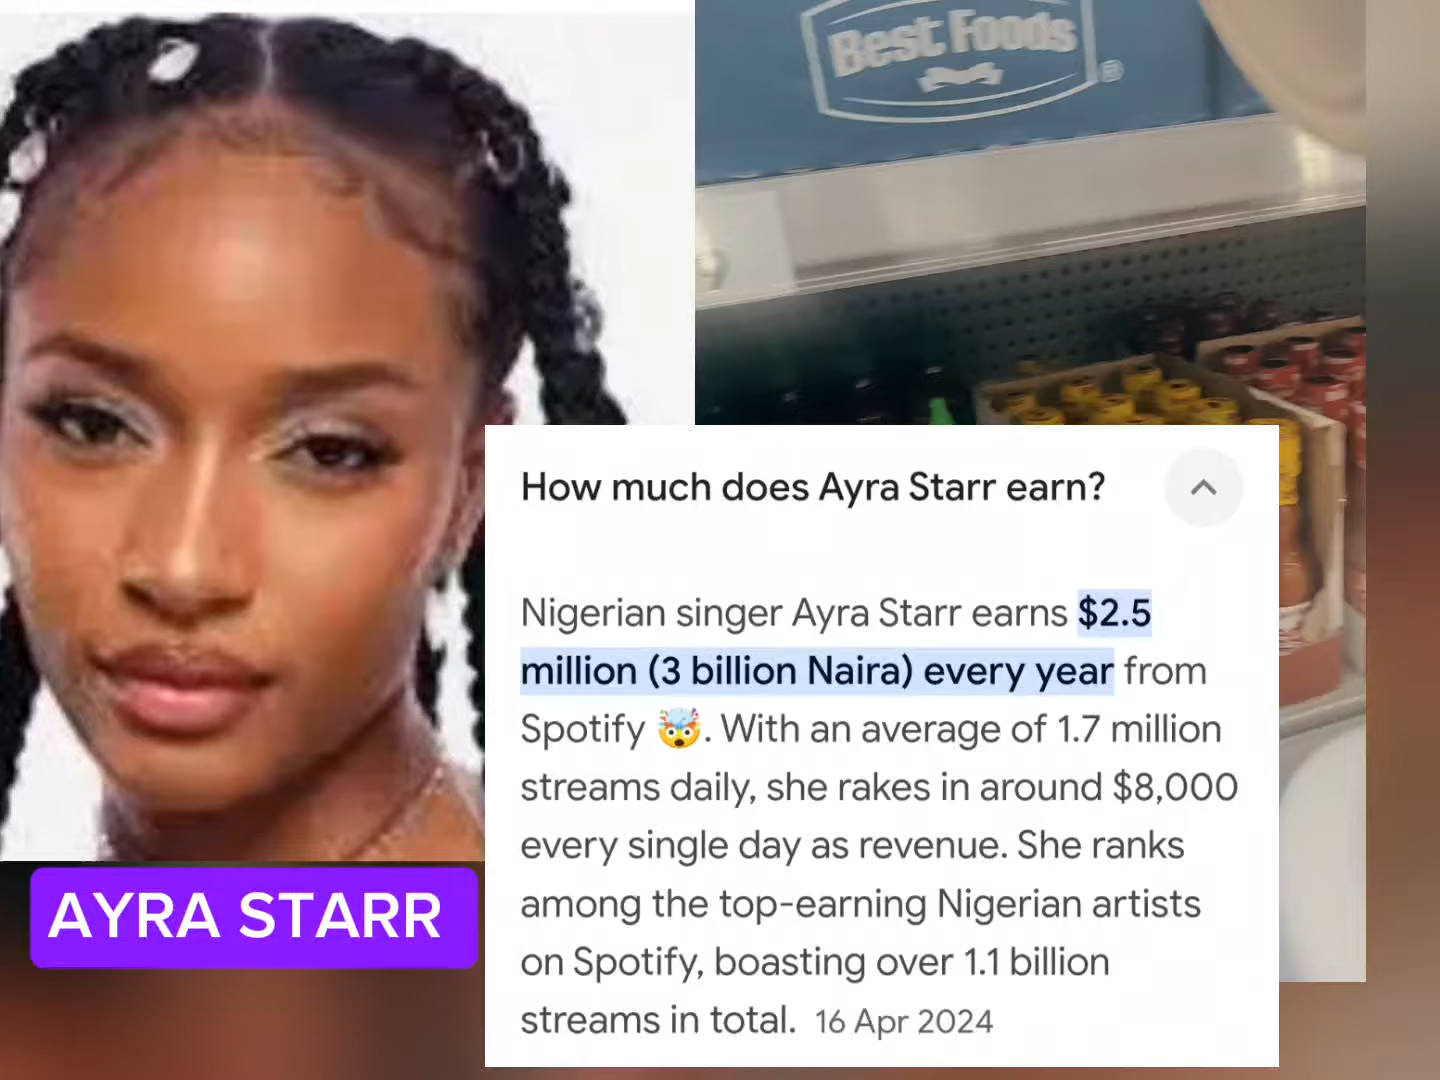 Best Foods
®
How much does Ayra Starr earn?
Nigerian singer Ayra Starr earns $2.5
million (3 billion Naira) every year from
Spotify 🤯. With an average of 1.7 million
streams daily, she rakes in around $8,000
every single day as revenue. She ranks
among the top-earning Nigerian artists
on Spotify, boasting over 1.1 billion
streams in total. 16 Apr 2024
AYRA STARR